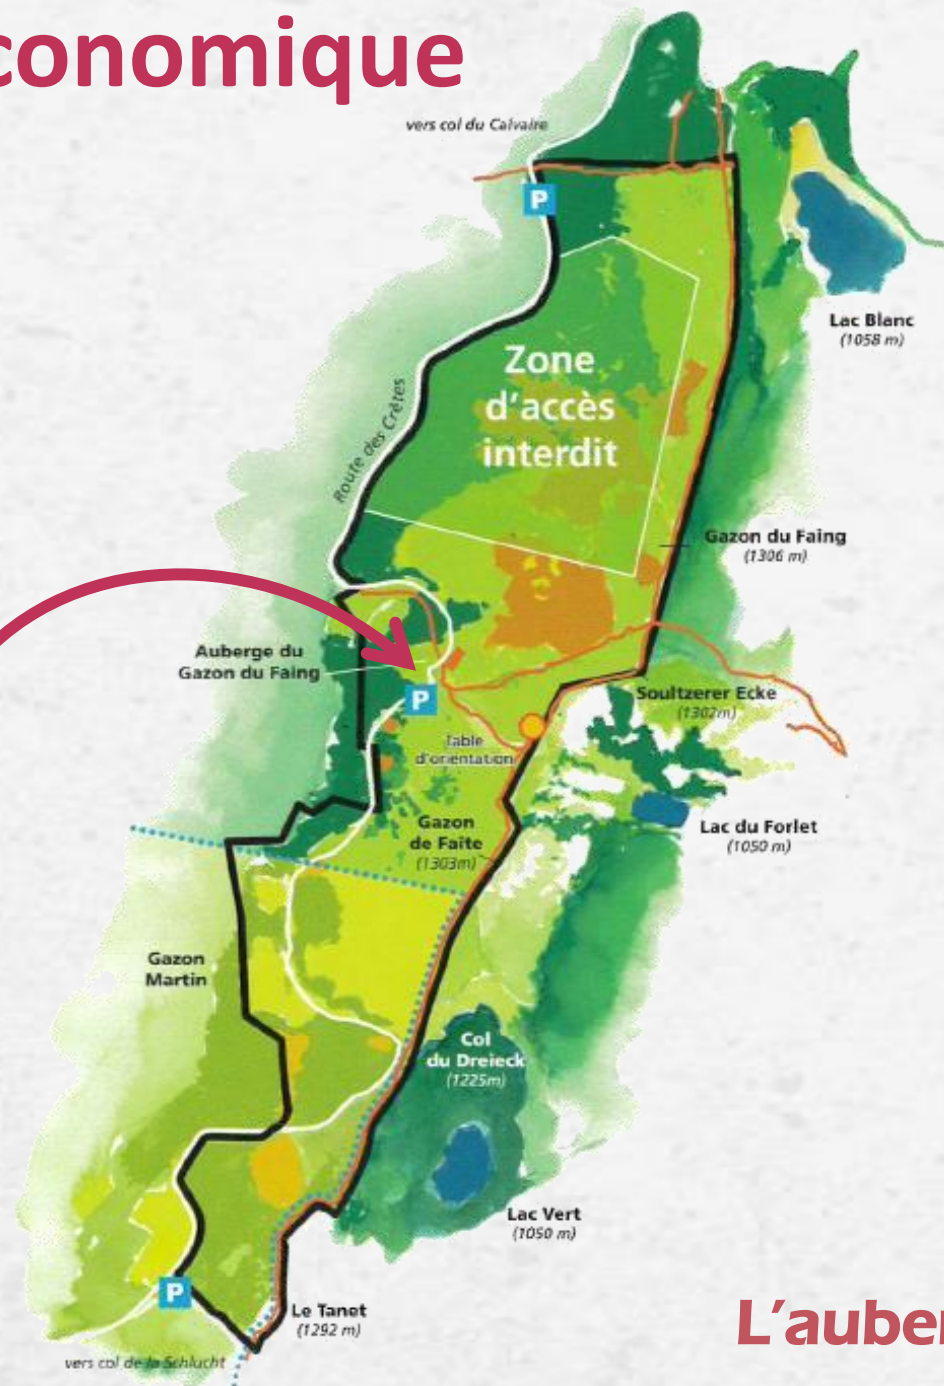 conomique
vers col du Calvaire
P
Lac Blanc
(1058 m)
Zone
d'accès
interdit
Route des Crêtes
Gazon du Faing
(1306 m)
Auberge du
Gazon du Faing
P
Soultzerer Ecke
(1302m)
Table
d'orientation
Gazon
de Faîte
(1303m)
Lac du Forlet
(1050 m)
Gazon
Martin
Col
du Dreieck
(1225m)
Lac Vert
(1050 m)
P
Le Tanet
(1292 m)
L'auber
vers col de la Schlucht